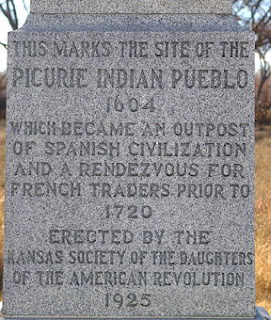 THIS MARKS THE SITE OF THE
PICURIE INDIAN PUEBLO
1604
WHICH BECAME AN OUTPOST
OF SPANISH CIVILIZATION
AND A RENDEZVOUS FOR
FRENCH TRADERS PRIOR TO
1720
ERECTED BY THE
KANSAS SOCIETY OF THE DAUGHTERS
OF THE AMERICAN REVOLUTION
1925